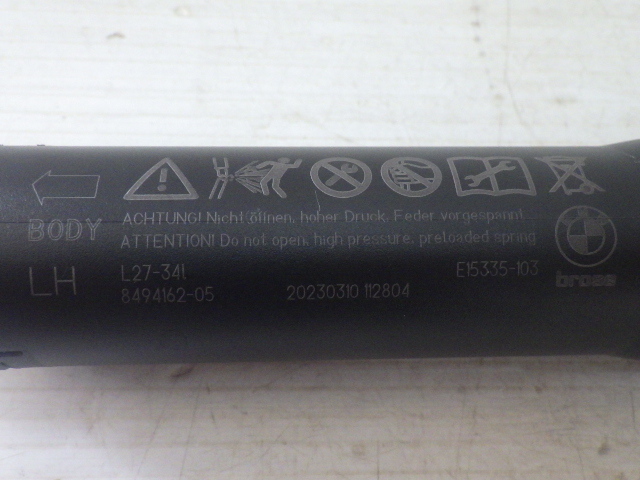 ACHTUNG! Nicht öffnen, hoher Druck, Feder vorgespannt
BODY
ATTENTION! Do not open, high pressure, preloaded spring
LH
L27-34l
E15335-103
8494162-05
20230310 112804
brose